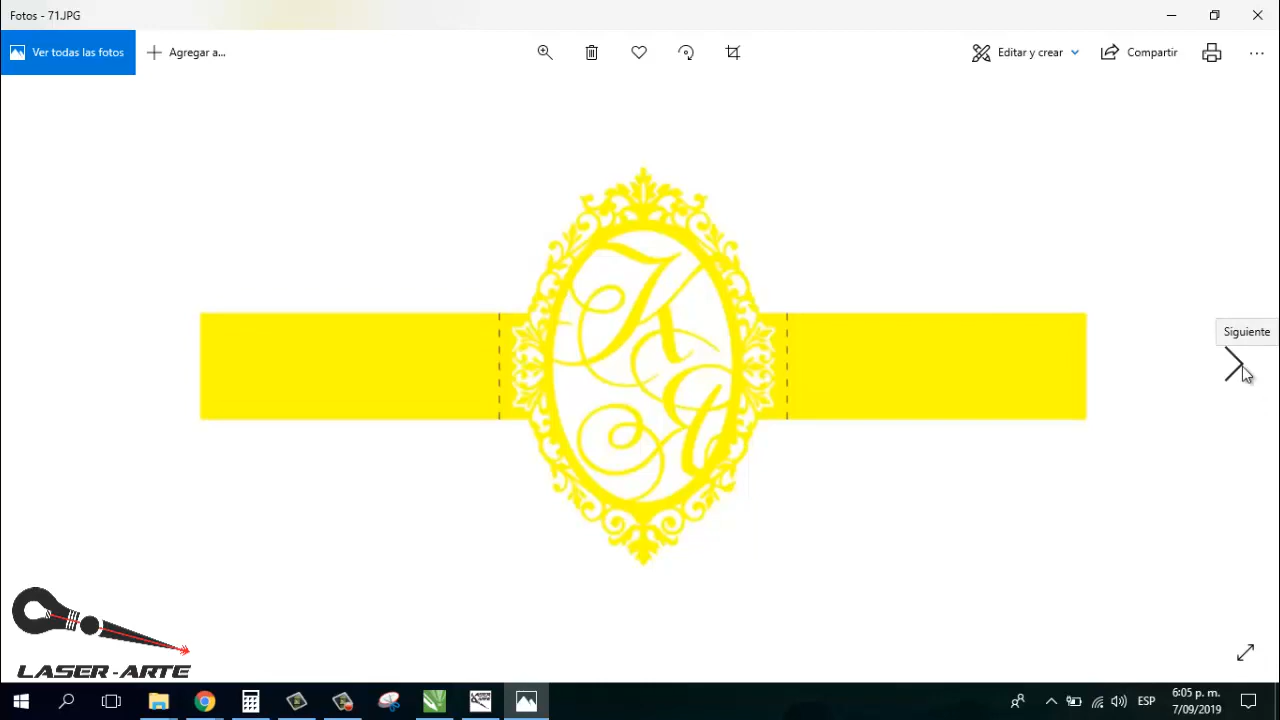 Fotos - 71.JPG
Ver todas las fotos
Agregar a...
Editar y crear
Compartir
K
Siguiente
LASER-ARTE
ESP
6:05 p. m.
7/09/2019